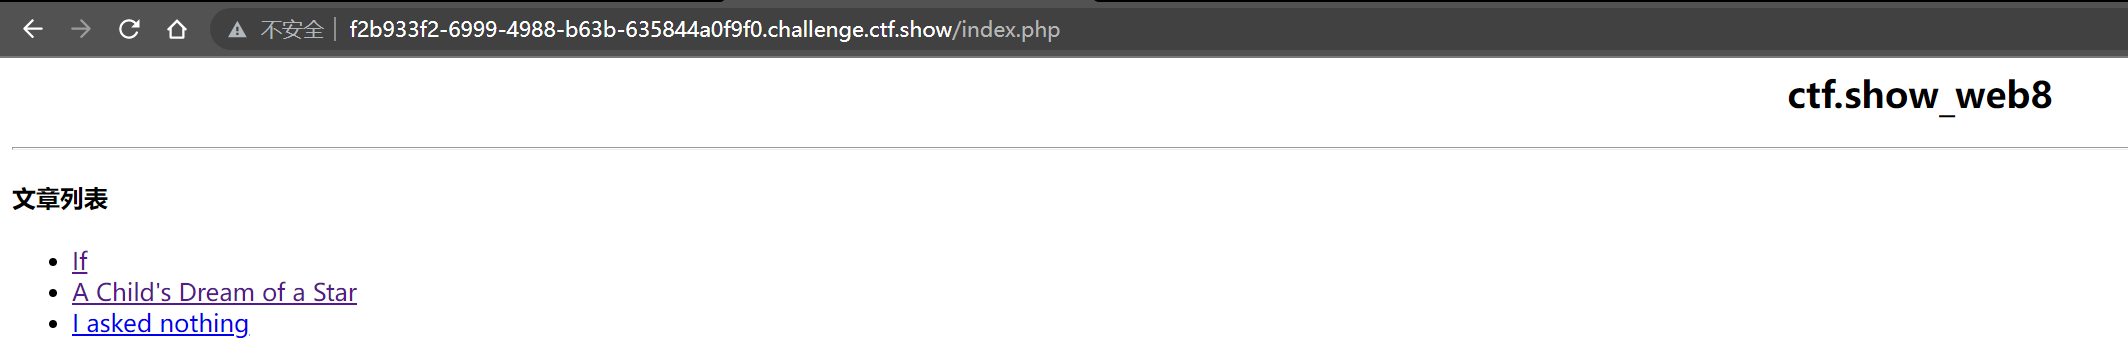 不安全 f2b933f2-6999-4988-b63b-635844a0f9f0.challenge.ctf.show/index.php
ctf.show_web8
文章列表
If
A Child's Dream of a Star
I asked nothing